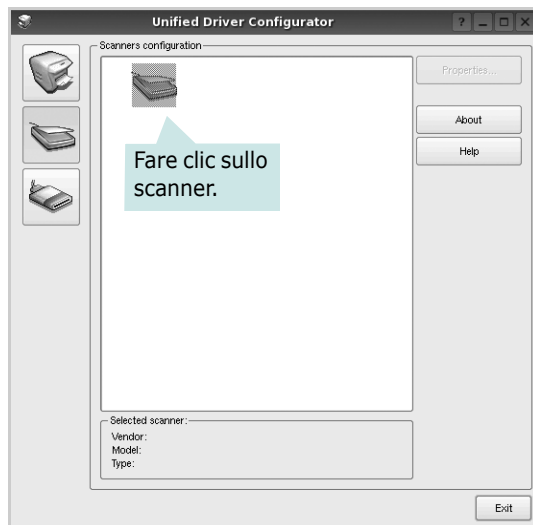 Unified Driver Configurator
Scanners configuration
Properties...
About
Help
Fare clic sullo
scanner.
Selected scanner:
Vendor:
Model:
Type:
Exit